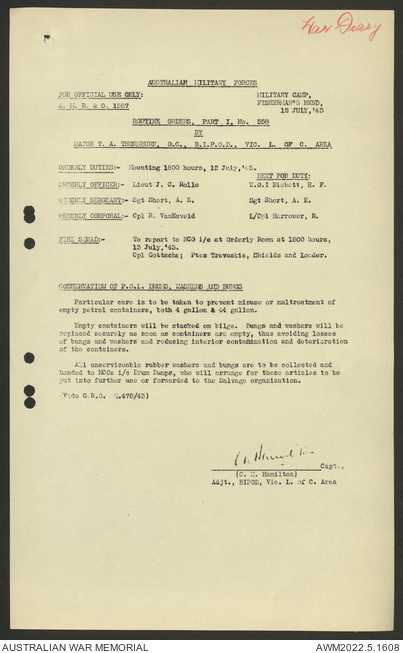 War Diary
AUSTRALIAN MILITARY FORCES
FOR OFFICIAL USE ONLY: MILITARY CAMP,
A. M. R. & O. 1587 FISHERMAN'S BEND,
12 JULY,'43
ROUTINE ORDERS, PART I, No. 558
BY
MAJOR T. A. O.C., B.I.P.O.D., VIC. L. OF C. AREA
ORDERLY DUTIES:- Mounting 1800 hours, 12 July,'43.
NEXT FOR DUTY:
ORDERLY OFFICER:- Lieut J. C. Rollo W.O.I Nisbett, H. F.
ORDERLY SERGEANT:- Sgt Short, A. E. Sgt Short, A. E.
ORDERLY CORPORAL:- Cpl R. VanNeveld L/Cpl Harrower, R.
FIRE SQUAD:- To report to NCO i/c at Orderly Room at 1800 hours,
13 July,'43.
Cpl Gottsche; Ptes Trevaskis, Shields and Loader.
CONSERVATION OF P.O.L. DRUMS, WASHERS AND BUNGS
Particular care is to be taken to prevent misuse or maltreatment of
empty petrol containers, both 4 gallon & 44 gallon.
Empty containers will be stacked on bilge. Bungs and washers will be
replaced securely as soon as containers are empty, thus avoiding losses
of bungs and washers and reducing interior contamination and deterioration
of the containers.
All unserviceable rubber washers and bungs are to be collected and
handed to NCOs i/c Drum Dumps, who will arrange for these articles to be
put into further use or forwarded to the Salvage organization.
(Vide G.R.O. Q.470/43)
Capt.,
(C. M. Hamilton)
Adjt., BIPOD, Vic. L. of C. Area
AUSTRALIAN WAR MEMORIAL AWM2022.5.1608